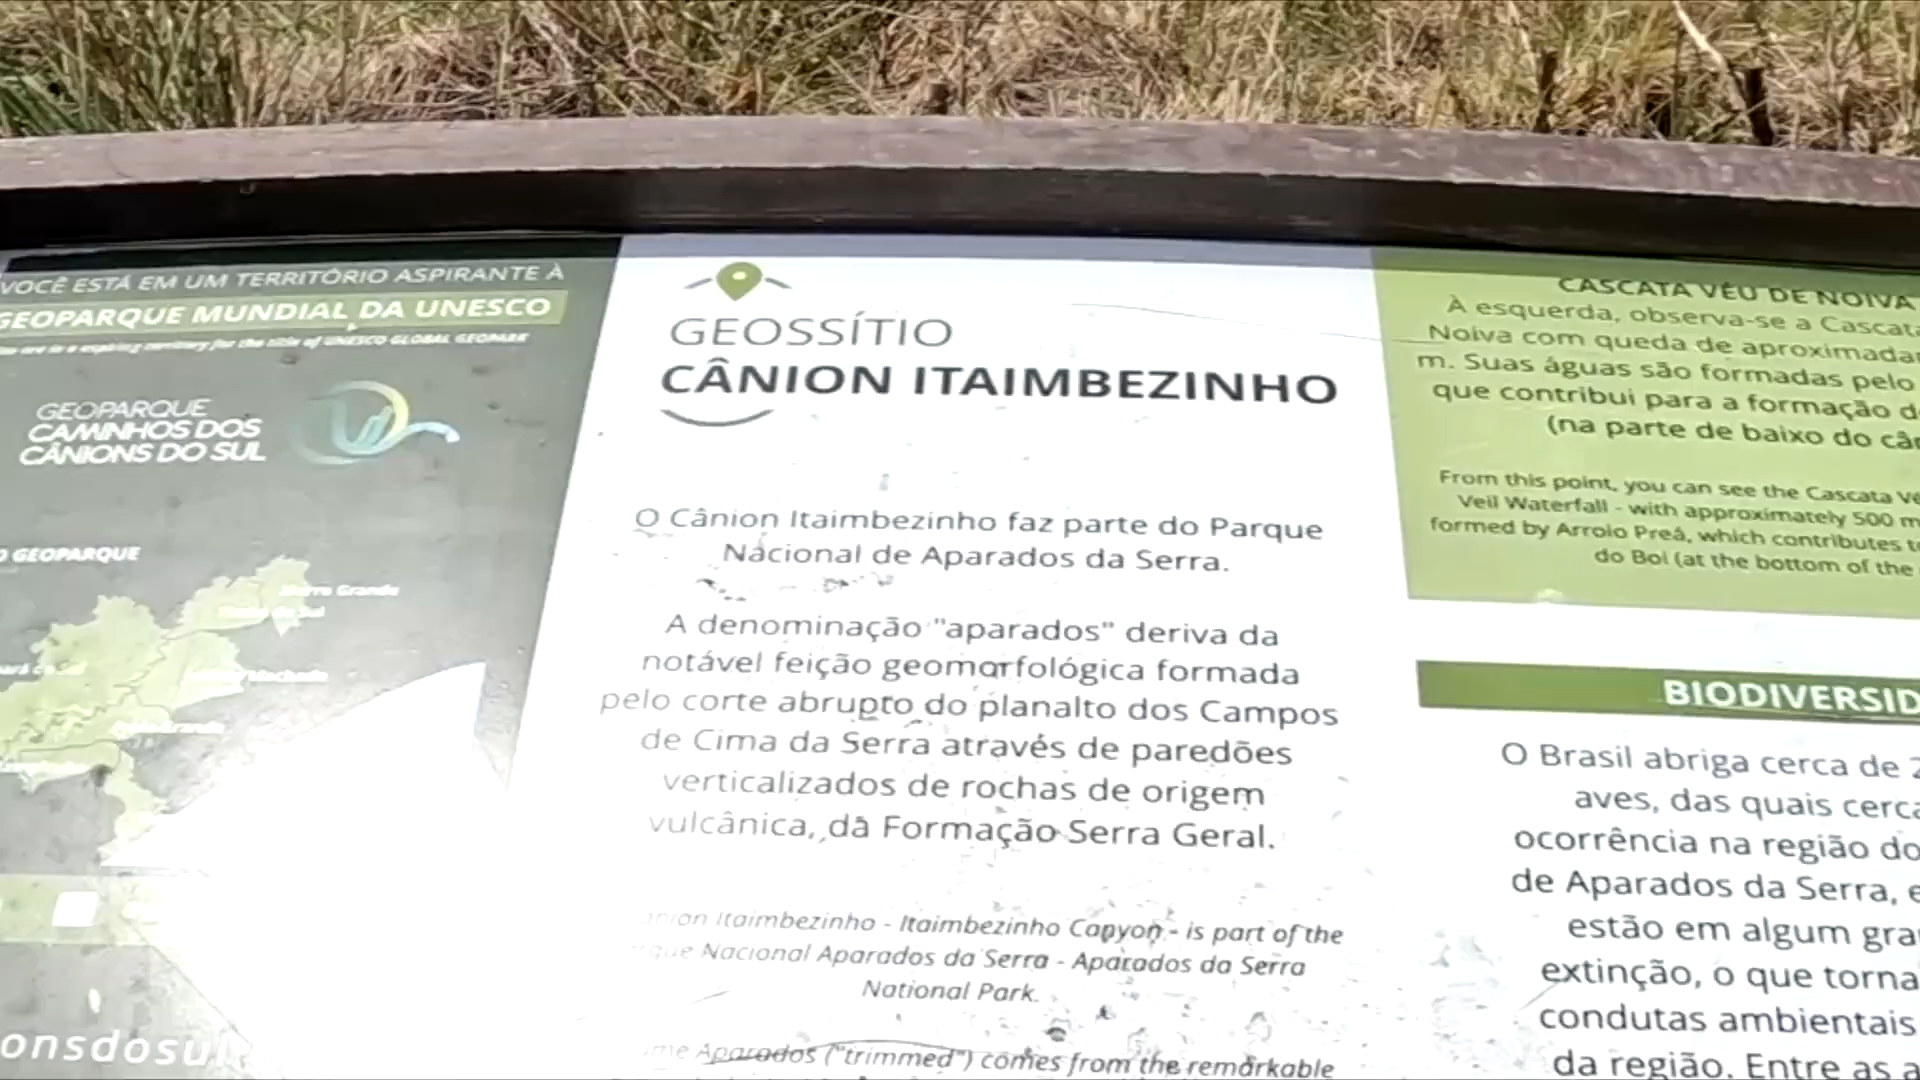 VOCÊ ESTÁ EM UM TERRITÓRIO ASPIRANTE À
GEOPARQUE MUNDIAL DA UNESCO
GEOPARQUE
CAMINHOS DOS
CÂNIONS DO SUL
GEOPARQUE
onsdosul
GEOSSÍTIO
CÂNION ITAIMBEZINHO
O Cânion Itaimbezinho faz parte do Parque
Nacional de Aparados da Serra.
A denominação "aparados" deriva da
notável feição geomorfológica formada
pelo corte abrupto do planalto dos Campos
de Cima da Serra através de paredões
verticalizados de rochas de origem
vulcânica, da Formação Serra Geral.
Itaimbezinho - Itaimbezinho Canyon - is part of the
Nacional Aparados da Serra - Aparados da Serra
National Park.
Aparados ("trimmed") comes from the remarkable
CASCATA VÉU DE NOIVA
À esquerda, observa-se a Cascata
Noiva com queda de aproximada
m. Suas águas são formadas pelo
que contribui para a formação d
(na parte de baixo do câ
From this point, you can see the Cascata Vé
Veil Waterfall - with approximately 500 m
formed by Arroio Preá, which contributes t
do Boi (at the bottom of the
BIODIVERSID
O Brasil abriga cerca de 2
aves, das quais cerca
ocorrência na região do
de Aparados da Serra, e
estão em algum gra
extinção, o que torna
condutas ambientais
da região. Entre as a